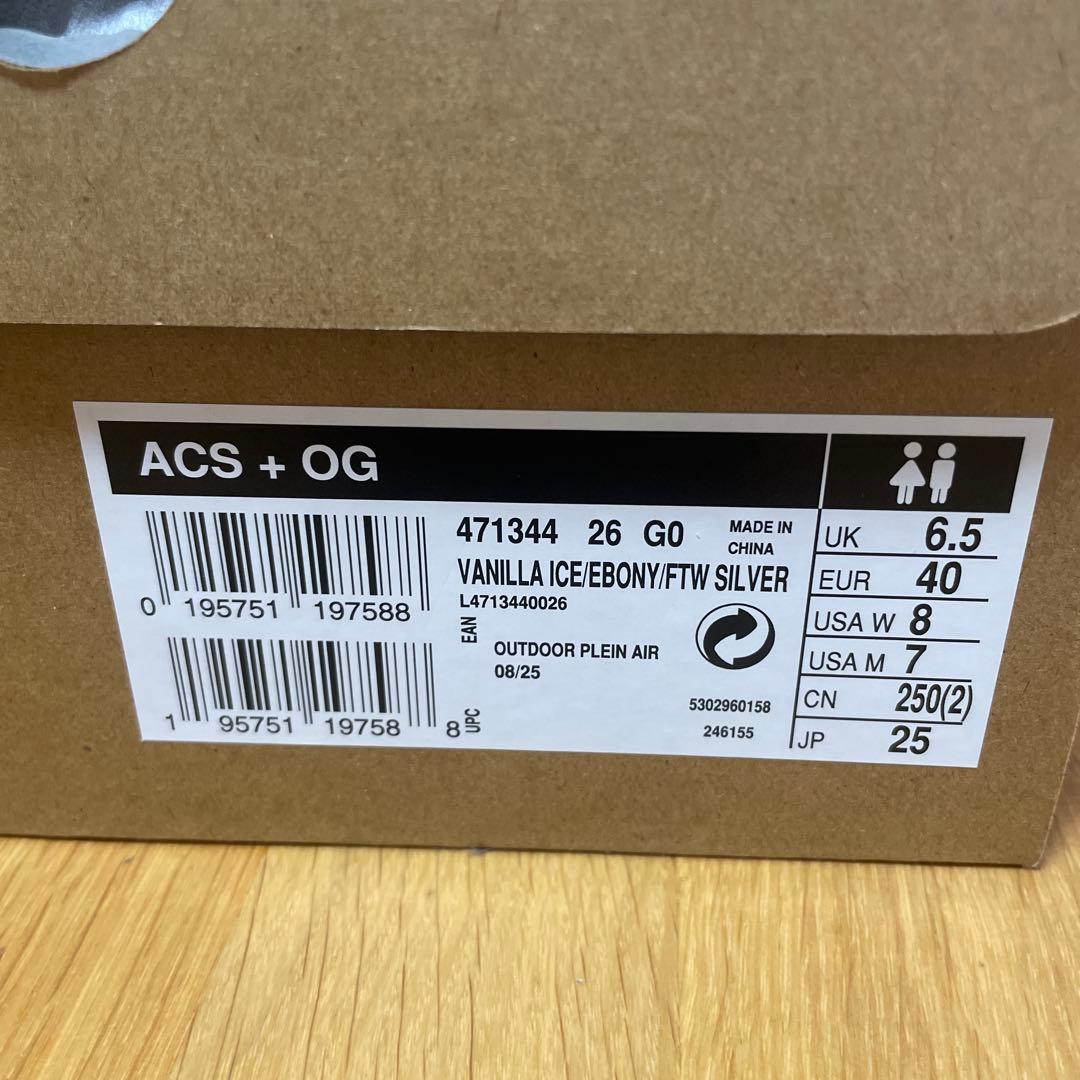 ACS + OG
0 195751 197588
EAN
1 95751 19758 8
UPC
471344 26 G0
MADE IN
CHINA
VANILLA ICE/EBONY/FTW SILVER
L4713440026
OUTDOOR PLEIN AIR
08/25
5302960158
246155
UK 6.5
EUR 40
USA W 8
USA M 7
CN 250(2)
JP 25